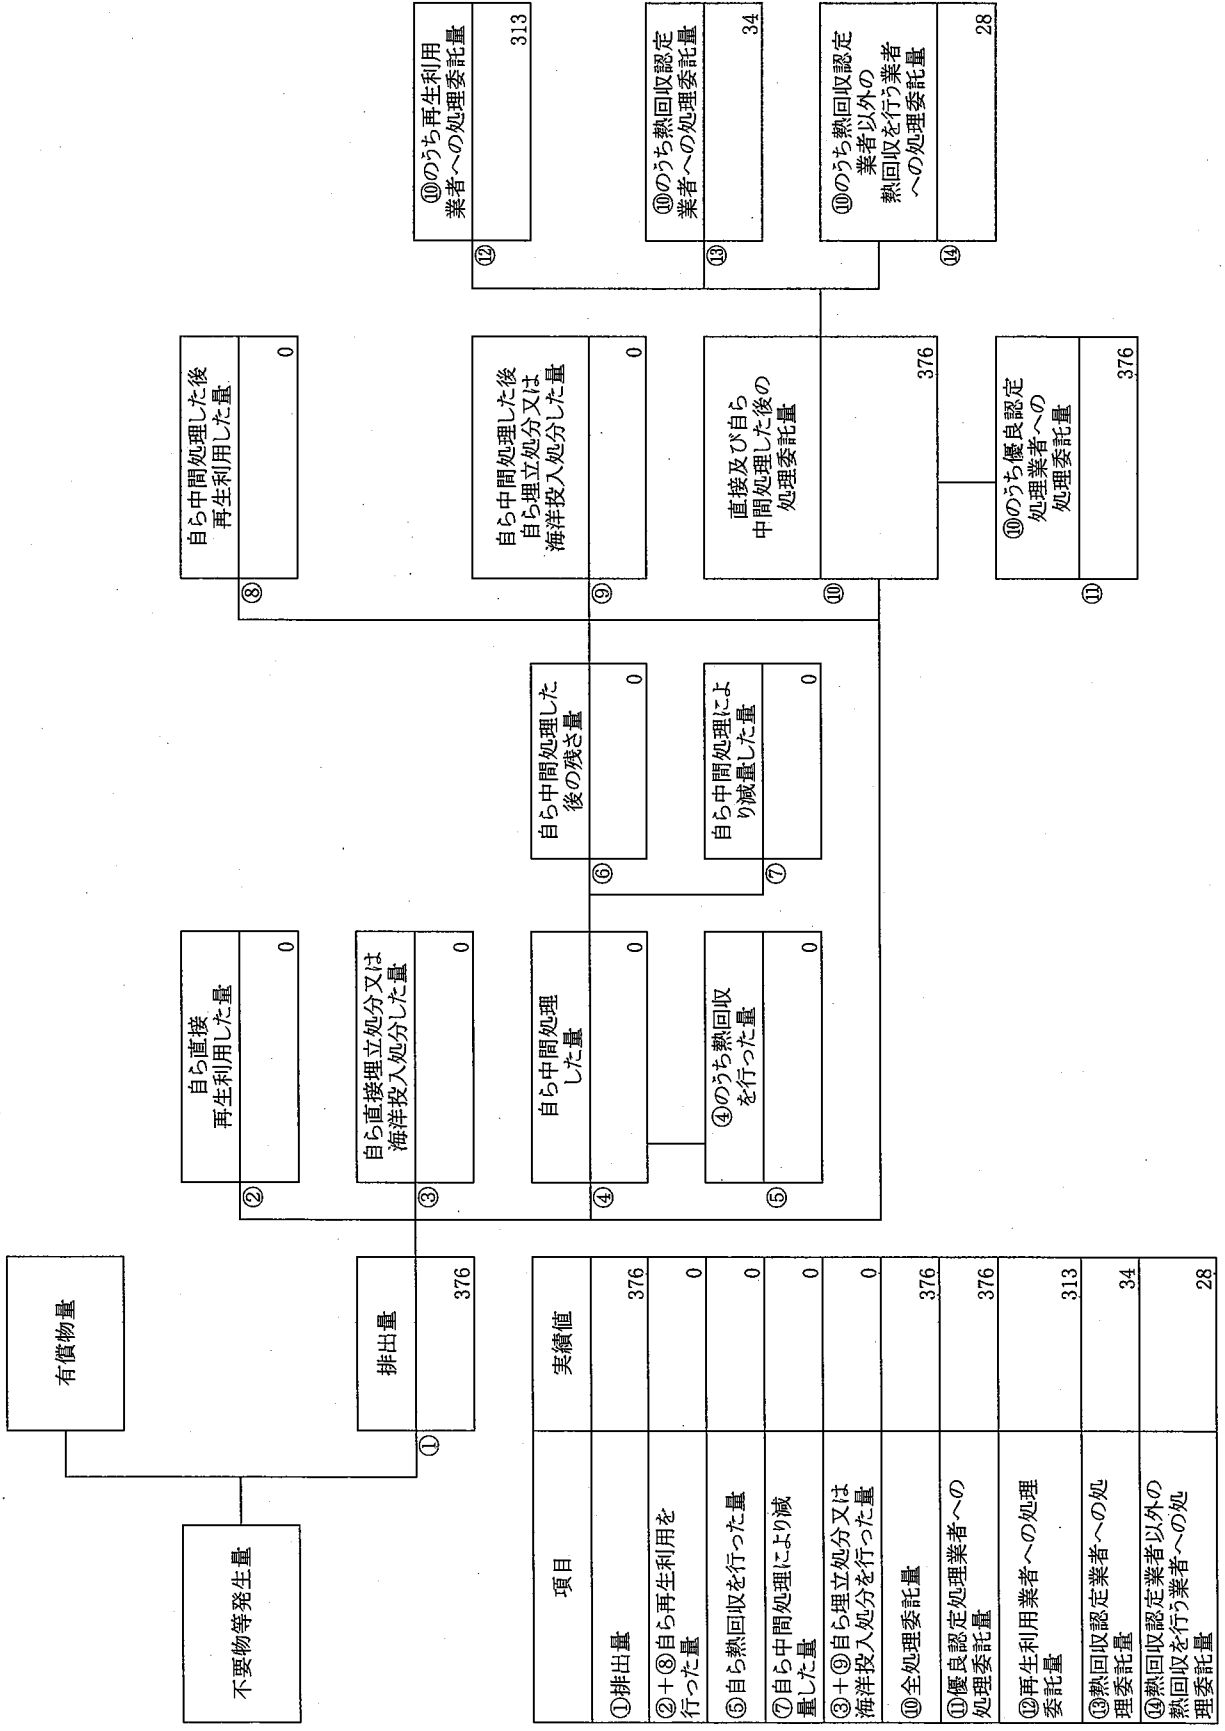 不要物等発生量
有償物量
排出量
①
376
自ら直接
再生利用した量
②
0
自ら直接埋立処分又は
海洋投入処分した量
③
0
自ら中間処理
した量
④
0
④のうち熱回収
を行った量
⑤
0
自ら中間処理した
後の残さ量
⑥
0
自ら中間処理によ
り減量した量
⑦
0
自ら中間処理した後
再生利用した量
⑧
0
自ら中間処理した後
自ら埋立処分又は
海洋投入処分した量
⑨
0
直接及び自ら
中間処理した後の
処理委託量
⑩
376
⑩のうち優良認定
処理業者への
処理委託量
⑪
376
⑩のうち再生利用
業者への処理委託量
⑫
313
⑩のうち熱回収認定
業者への処理委託量
⑬
34
⑩のうち熱回収認定
業者以外の
熱回収を行う業者
への処理委託量
⑭
28
項目 実績値
①排出量 376
②+⑧自ら再生利用を
行った量 0
⑤自ら熱回収を行った量 0
⑦自ら中間処理により減
量した量 0
③+⑨自ら埋立処分又は
海洋投入処分を行った量 0
⑩全処理委託量 376
⑪優良認定処理業者への
処理委託量 376
⑫再生利用業者への処理
委託量 313
⑬熱回収認定業者への処
理委託量 34
⑭熱回収認定業者以外の
熱回収を行う業者への処
理委託量 28